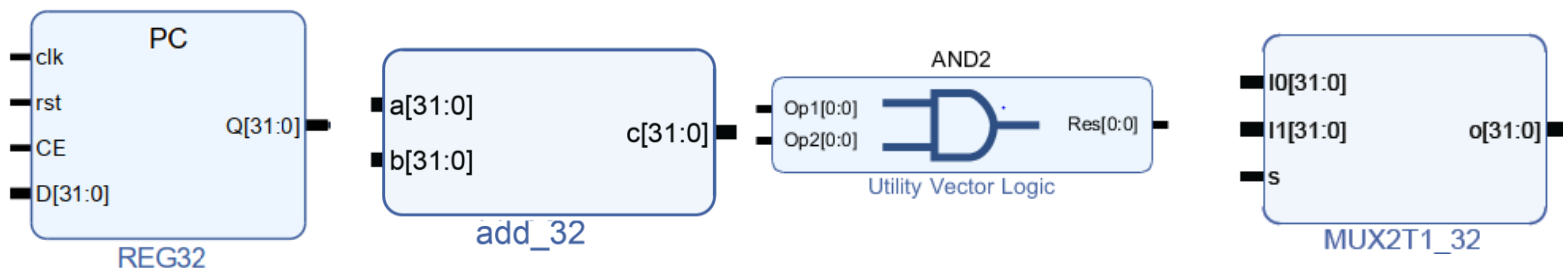 PC
clk
rst
CE
D[31:0]
Q[31:0]
REG32
a[31:0]
b[31:0]
c[31:0]
add_32
AND2
Op1[0:0]
Op2[0:0]
Res[0:0]
Utility Vector Logic
I0[31:0]
I1[31:0]
s
o[31:0]
MUX2T1_32